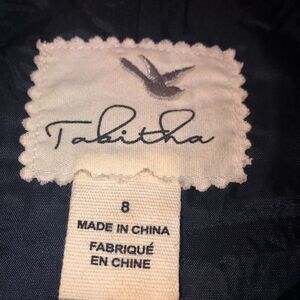 Tabitha
8
MADE IN CHINA
FABRIQUÉ
EN CHINE